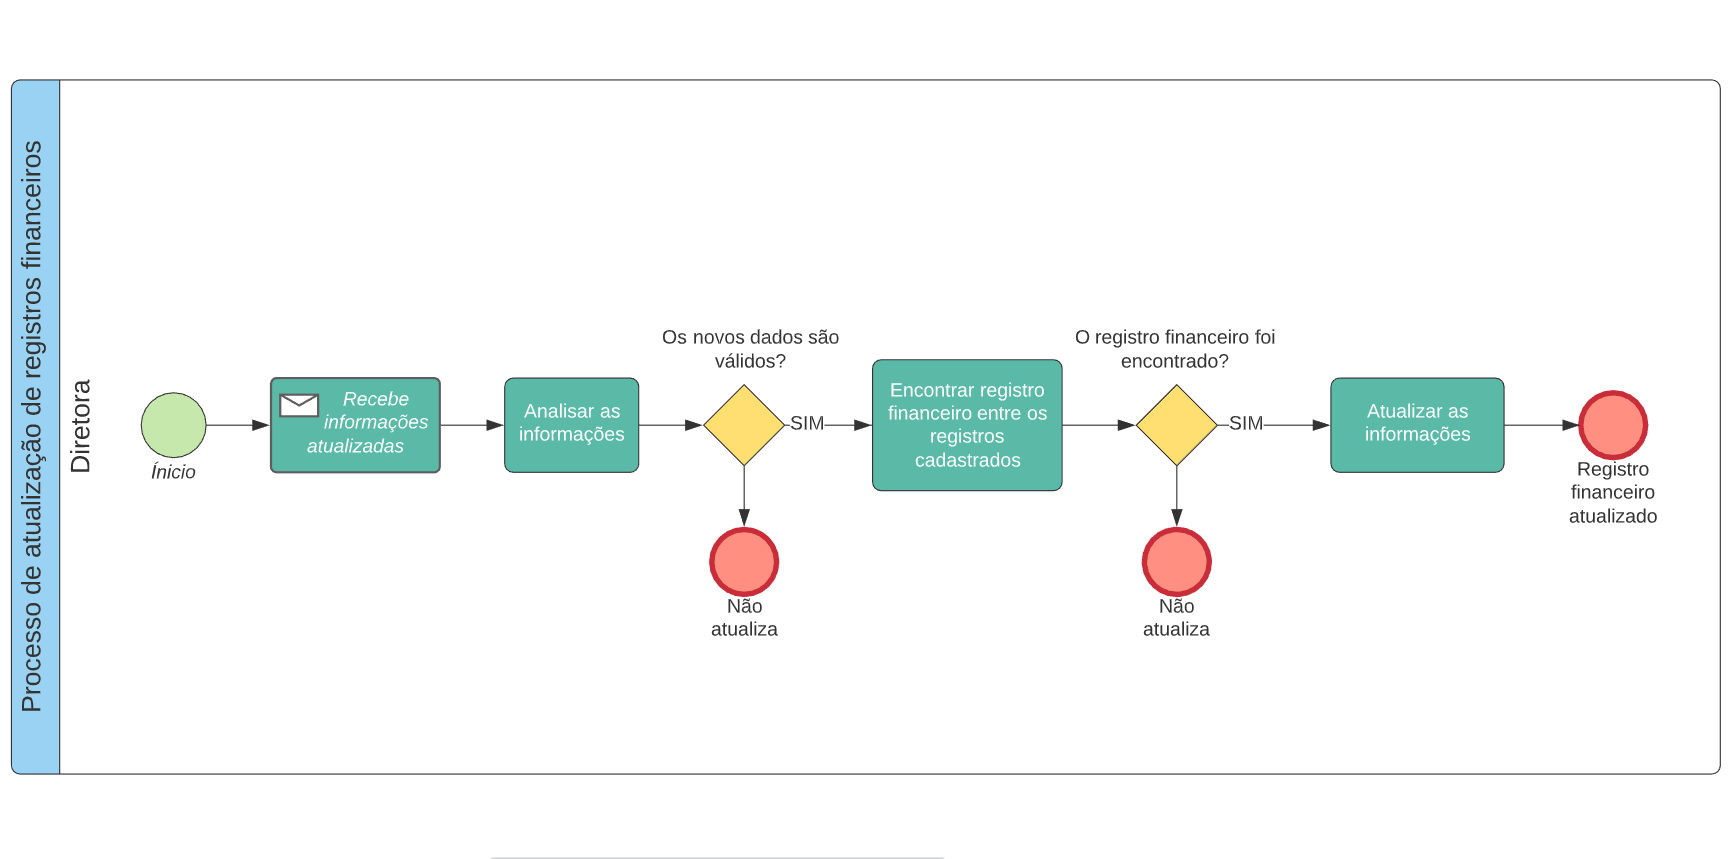 Processo de atualização de registros financeiros
Diretora
Ínicio
Recebe
informações
atualizadas
Analisar as
informações
Os novos dados são
válidos?
SIM
Não
atualiza
Encontrar registro
financeiro entre os
registros
cadastrados
O registro financeiro foi
encontrado?
SIM
Não
atualiza
Atualizar as
informações
Registro
financeiro
atualizado